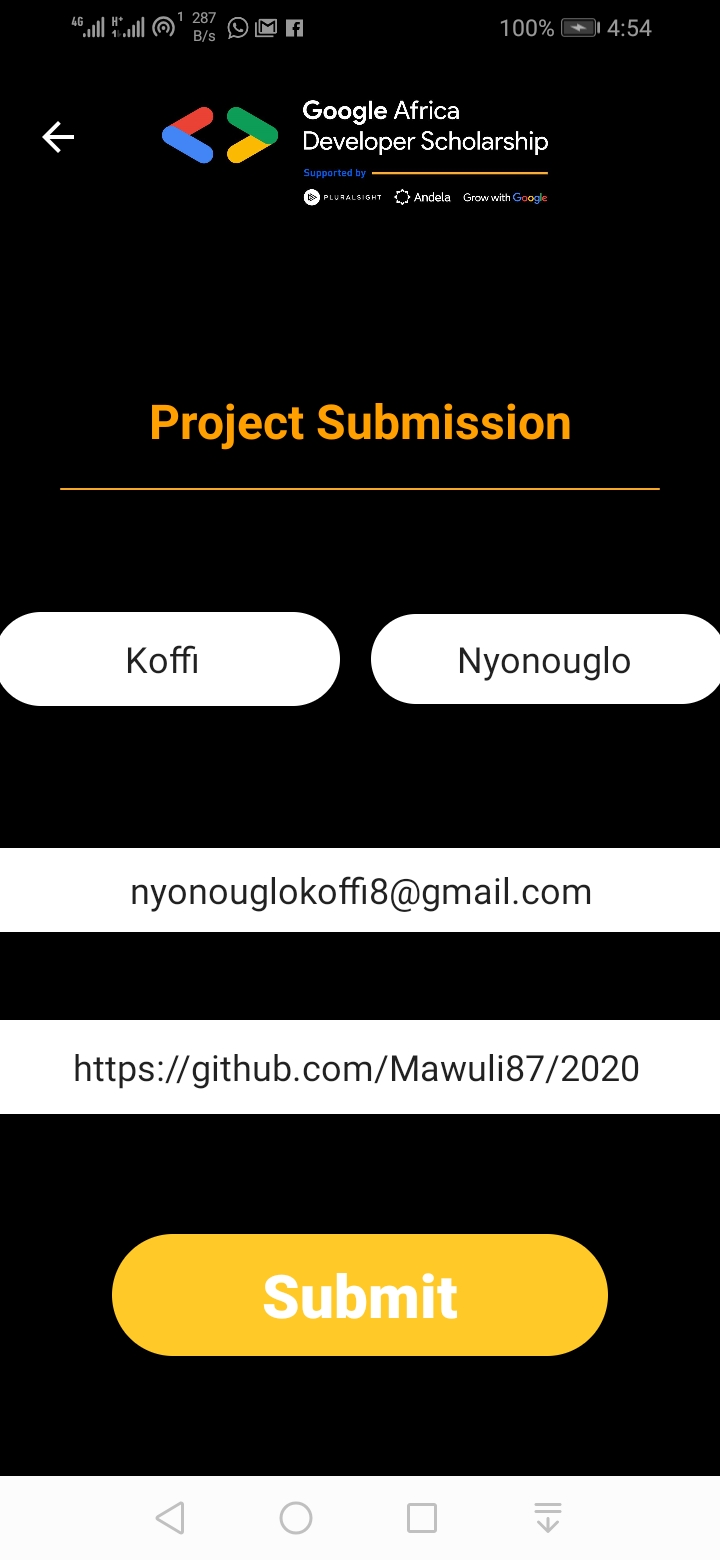 4G H+ 1 287 100% 4:54
B/s
Google Africa
Developer Scholarship
Supported by
PLURALSIGHT Andela Grow with Google
Project Submission
Koffi Nyonouglo
nyonouglokoffi8@gmail.com
https://github.com/Mawuli87/2020
Submit